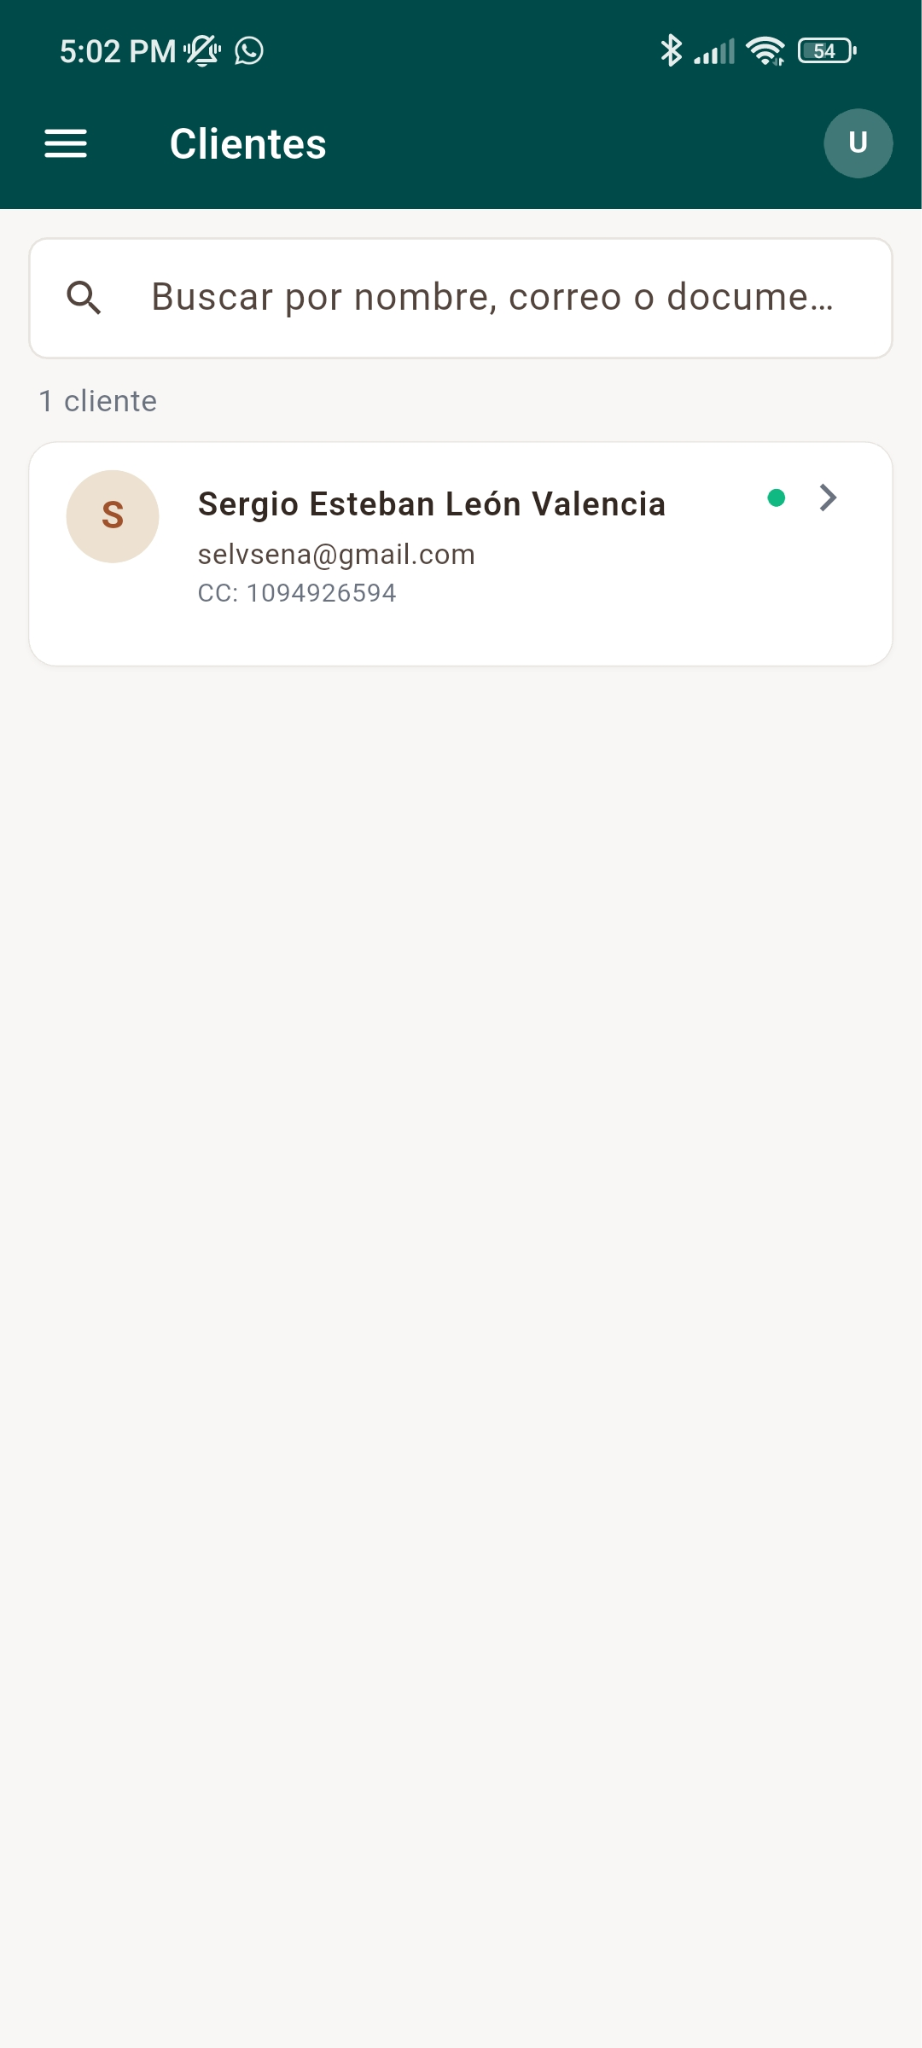 5:02 PM
54
Clientes
U
Buscar por nombre, correo o docume...
1 cliente
S
Sergio Esteban León Valencia
selvsena@gmail.com
CC: 1094926594